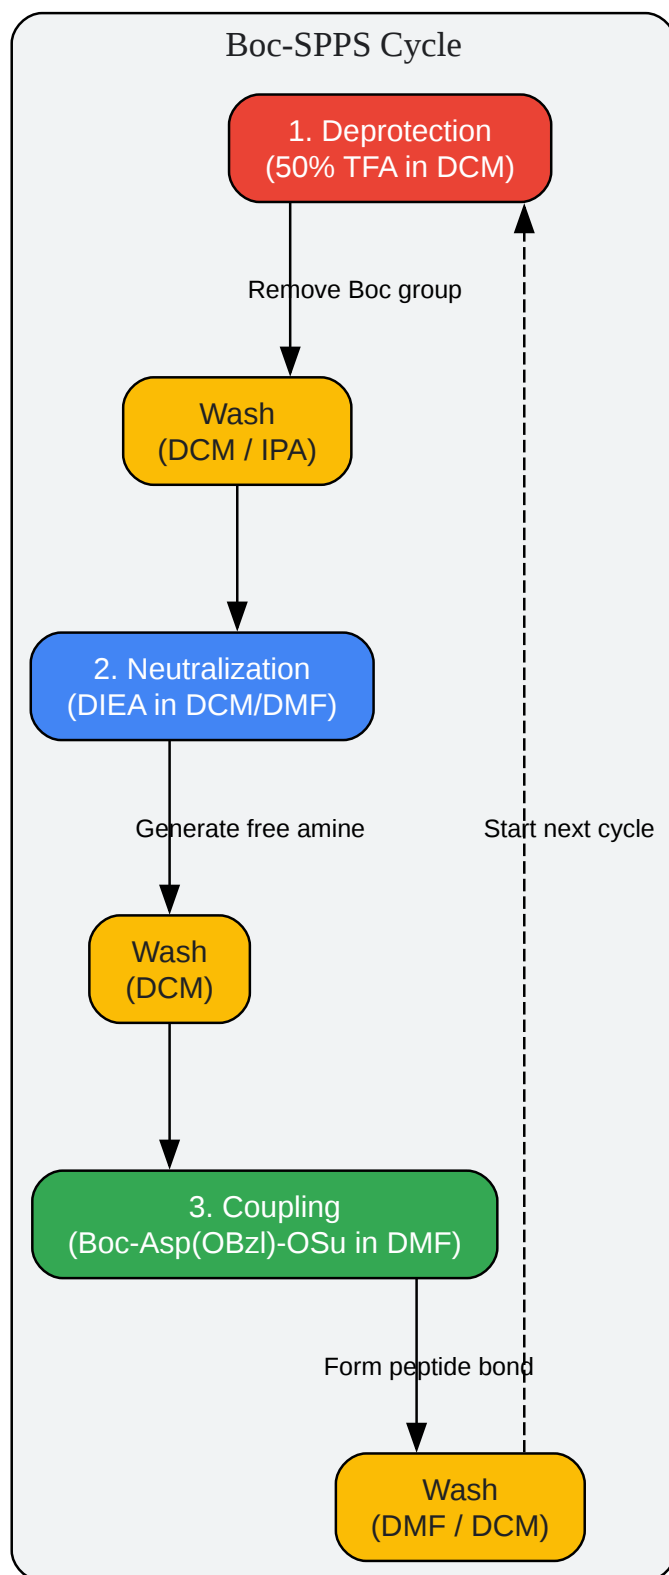 Boc-SPPS Cycle
1. Deprotection
(50% TFA in DCM)
Remove Boc group
Wash
(DCM / IPA)
2. Neutralization
(DIEA in DCM/DMF)
Generate free amine
Start next cycle
Wash
(DCM)
3. Coupling
(Boc-Asp(OBzl)-OSu in DMF)
Form peptide bond
Wash
(DMF / DCM)